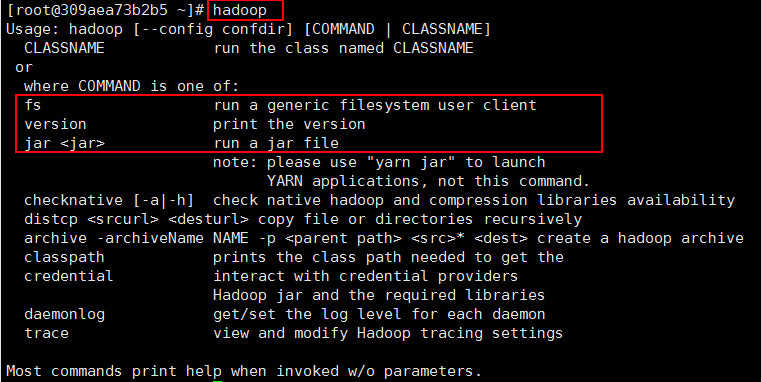 [root@309aea73b2b5 ~]# hadoop
Usage: hadoop [--config confdir] [COMMAND | CLASSNAME]
  CLASSNAME            run the class named CLASSNAME
 or
  where COMMAND is one of:
  fs                   run a generic filesystem user client
  version              print the version
  jar <jar>            run a jar file
                       note: please use "yarn jar" to launch
                             YARN applications, not this command.
  checknative [-a|-h]  check native hadoop and compression libraries availability
  distcp <srcurl> <desturl> copy file or directories recursively
  archive -archiveName NAME -p <parent path> <src>* <dest> create a hadoop archive
  classpath            prints the class path needed to get the
  credential           interact with credential providers
                       Hadoop jar and the required libraries
  daemonlog            get/set the log level for each daemon
  trace                view and modify Hadoop tracing settings

Most commands print help when invoked w/o parameters.